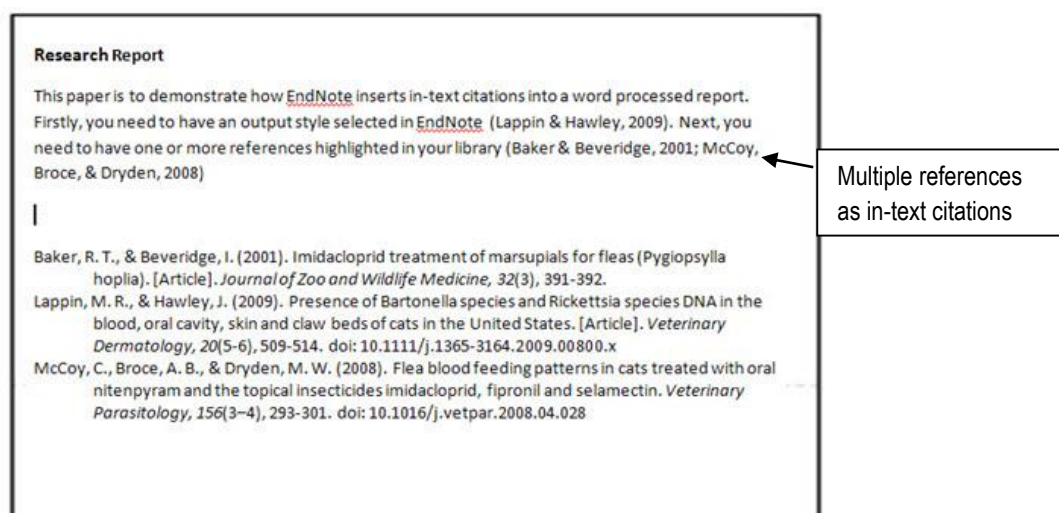 Research Report
This paper is to demonstrate how EndNote inserts in-text citations into a word processed report.
Firstly, you need to have an output style selected in EndNote (Lappin & Hawley, 2009). Next, you
need to have one or more references highlighted in your library (Baker & Beveridge, 2001; McCoy,
Broce, & Dryden, 2008)
Multiple references
as in-text citations
Baker, R. T., & Beveridge, I. (2001). Imidacloprid treatment of marsupials for fleas (Pygiopsylla
hoplia). [Article]. Journal of Zoo and Wildlife Medicine, 32(3), 391-392.
Lappin, M. R., & Hawley, J. (2009). Presence of Bartonella species and Rickettsia species DNA in the
blood, oral cavity, skin and claw beds of cats in the United States. [Article]. Veterinary
Dermatology, 20(5-6), 509-514. doi: 10.1111/j.1365-3164.2009.00800.x
McCoy, C., Broce, A. B., & Dryden, M. W. (2008). Flea blood feeding patterns in cats treated with oral
nitenpyram and the topical insecticides imidacloprid, fipronil and selamectin. Veterinary
Parasitology, 156(3–4), 293-301. doi: 10.1016/j.vetpar.2008.04.028